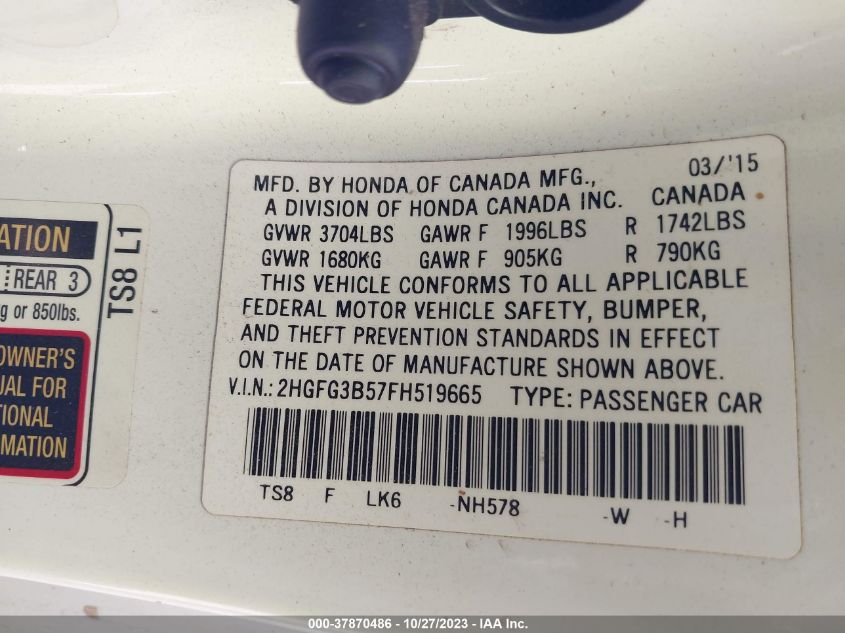 MFD. BY HONDA OF CANADA MFG., 03/'15
A DIVISION OF HONDA CANADA INC. CANADA
GVWR 3704LBS GAWR F 1996LBS R 1742LBS
GVWR 1680KG GAWR F 905KG R 790KG
THIS VEHICLE CONFORMS TO ALL APPLICABLE
FEDERAL MOTOR VEHICLE SAFETY, BUMPER,
AND THEFT PREVENTION STANDARDS IN EFFECT
ON THE DATE OF MANUFACTURE SHOWN ABOVE.
V.I.N.: 2HGFG3B57FH519665 TYPE: PASSENGER CAR
TS8 F LK6 -NH578 -W -H
ATION
REAR 3
g or 850lbs.
OWNER'S
UAL FOR
TIONAL
RMATION
TS8 L1
000-37870486 - 10/27/2023 - IAA Inc.